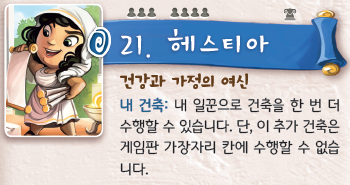 21. 헤스티아
건강과 가정의 여신
내 건축: 내 일꾼으로 건축을 한 번 더
수행할 수 있습니다. 단, 이 추가 건축은
게임판 가장자리 칸에 수행할 수 없습
니다.